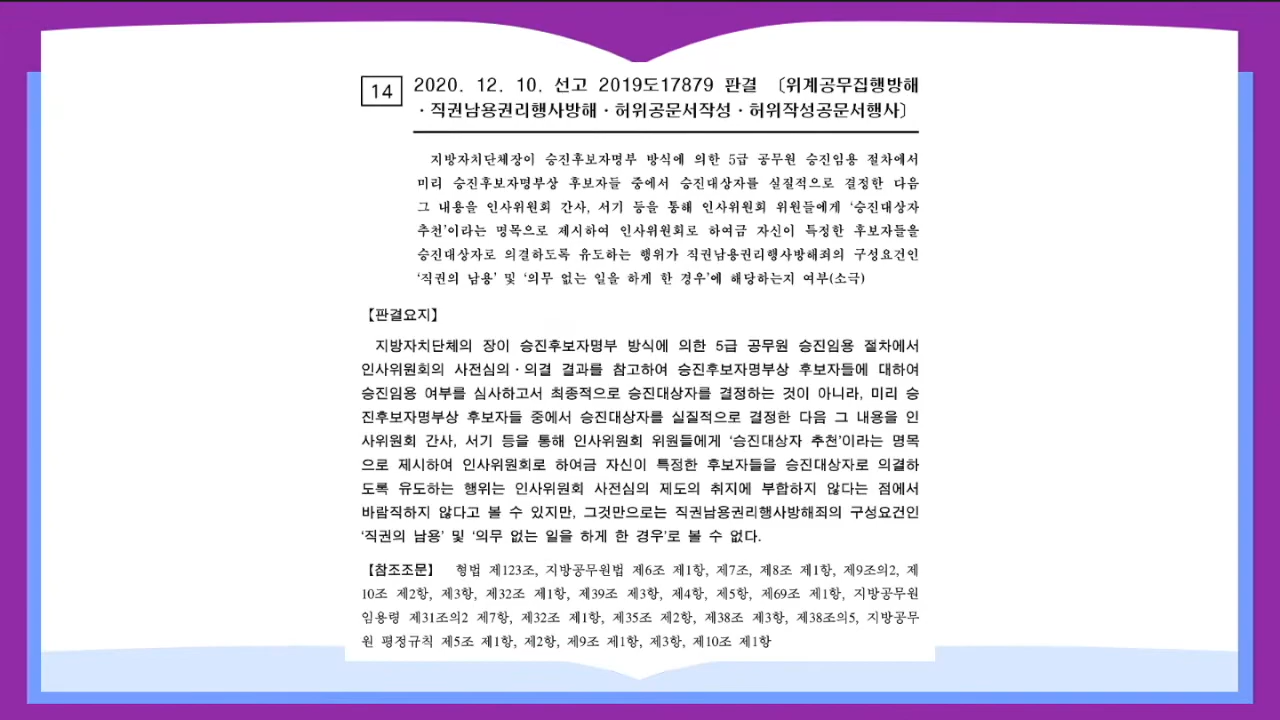 14
2020. 12. 10. 선고 2019도17879 판결 〔위계공무집행방해
·직권남용권리행사방해·허위공문서작성·허위작성공문서행사〕
지방자치단체장이 승진후보자명부 방식에 의한 5급 공무원 승진임용 절차에서
미리 승진후보자명부상 후보자들 중에서 승진대상자를 실질적으로 결정한 다음
그 내용을 인사위원회 간사, 서기 등을 통해 인사위원회 위원들에게 ‘승진대상자
추천’이라는 명목으로 제시하여 인사위원회로 하여금 자신이 특정한 후보자들을
승진대상자로 의결하도록 유도하는 행위가 직권남용권리행사방해죄의 구성요건인
‘직권의 남용’ 및 ‘의무 없는 일을 하게 한 경우’에 해당하는지 여부(소극)
【판결요지】
지방자치단체의 장이 승진후보자명부 방식에 의한 5급 공무원 승진임용 절차에서
인사위원회의 사전심의·의결 결과를 참고하여 승진후보자명부상 후보자들에 대하여
승진임용 여부를 심사하고서 최종적으로 승진대상자를 결정하는 것이 아니라, 미리 승
진후보자명부상 후보자들 중에서 승진대상자를 실질적으로 결정한 다음 그 내용을 인
사위원회 간사, 서기 등을 통해 인사위원회 위원들에게 ‘승진대상자 추천’이라는 명목
으로 제시하여 인사위원회로 하여금 자신이 특정한 후보자들을 승진대상자로 의결하
도록 유도하는 행위는 인사위원회 사전심의 제도의 취지에 부합하지 않다는 점에서
바람직하지 않다고 볼 수 있지만, 그것만으로는 직권남용권리행사방해죄의 구성요건인
‘직권의 남용’ 및 ‘의무 없는 일을 하게 한 경우’로 볼 수 없다.
【참조조문】 형법 제123조, 지방공무원법 제6조 제1항, 제7조, 제8조 제1항, 제9조의2, 제
10조 제2항, 제3항, 제32조 제1항, 제39조 제3항, 제4항, 제5항, 제69조 제1항, 지방공무원
임용령 제31조의2 제7항, 제32조 제1항, 제35조 제2항, 제38조 제3항, 제38조의5, 지방공무
원 평정규칙 제5조 제1항, 제2항, 제9조 제1항, 제3항, 제10조 제1항